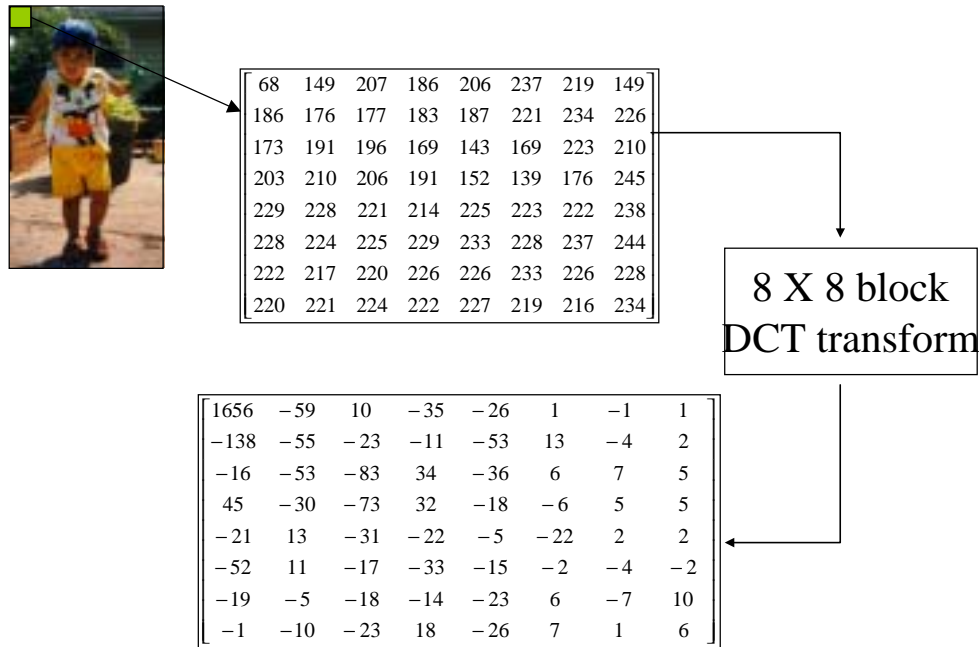 68 149 207 186 206 237 219 149
186 176 177 183 187 221 234 226
173 191 196 169 143 169 223 210
203 210 206 191 152 139 176 245
229 228 221 214 225 223 222 238
228 224 225 229 233 228 237 244
222 217 220 226 226 233 226 228
220 221 224 222 227 219 216 234
8 X 8 block
DCT transform
1656 −59 10 −35 −26 1 −1 1
−138 −55 −23 −11 −53 13 −4 2
−16 −53 −83 34 −36 6 7 5
45 −30 −73 32 −18 −6 5 5
−21 13 −31 −22 −5 −22 2 2
−52 11 −17 −33 −15 −2 −4 −2
−19 −5 −18 −14 −23 6 −7 10
−1 −10 −23 18 −26 7 1 6